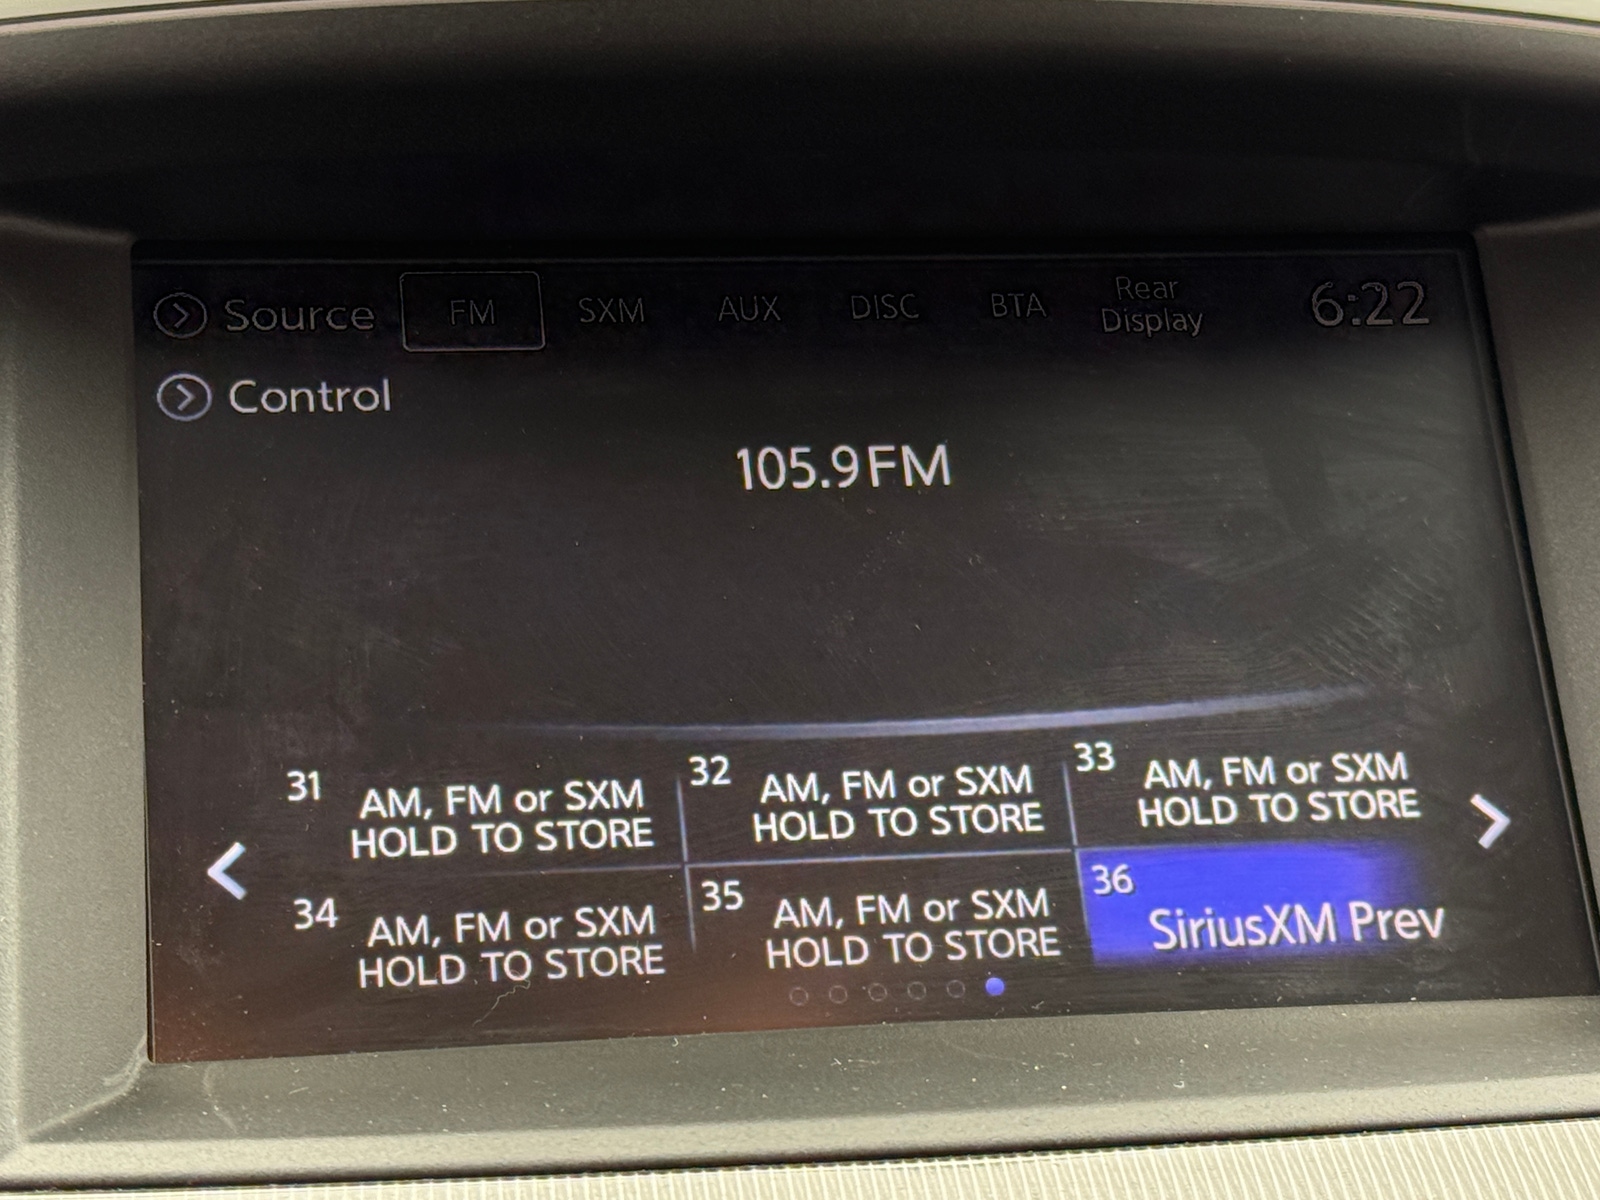 Source FM SXM AUX DISC BTA Rear Display 6:22
Control
105.9 FM
31 AM, FM or SXM
HOLD TO STORE
32 AM, FM or SXM
HOLD TO STORE
33 AM, FM or SXM
HOLD TO STORE
34 AM, FM or SXM
HOLD TO STORE
35 AM, FM or SXM
HOLD TO STORE
36 SiriusXM Prev